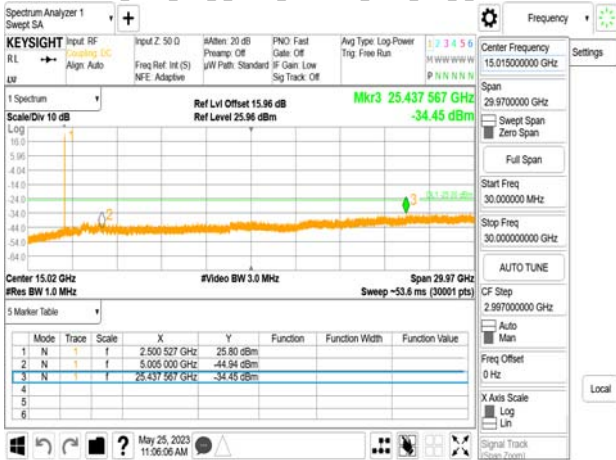 Spectrum Analyzer 1
Swept SA
Frequency
KEYSIGHT
RL
LXI
Input: RF
Coupling: DC
Align: Auto
Input Z: 50 Ω
Freq Ref: Int (S)
NFE: Adaptive
#Atten: 20 dB
Preamp: Off
µW Path: Standard
PNO: Fast
Gate: Off
IF Gain: Low
Sig Track: Off
Avg Type: Log-Power
Trig: Free Run
1 2 3 4 5 6
M W W W W W
P N N N N N
1 Spectrum
Scale/Div 10 dB
Log
Ref Lvl Offset 15.96 dB
Ref Level 25.96 dBm
Mkr3 25.437 567 GHz
-34.45 dBm
16.0
5.96
-4.04
-14.0
-24.0
-34.0
-44.0
-54.0
-64.0
1
2
3
Center 15.02 GHz
#Res BW 1.0 MHz
#Video BW 3.0 MHz
Span 29.97 GHz
Sweep ~53.6 ms (30001 pts)
5 Marker Table
Mode Trace Scale X Y Function Function Width Function Value
1 N 1 f 2.500 527 GHz 25.80 dBm
2 N 1 f 5.005 000 GHz -44.94 dBm
3 N 1 f 25.437 567 GHz -34.45 dBm
4
5
6
May 25, 2023
11:06:06 AM
Center Frequency
15.015000000 GHz
Span
29.9700000 GHz
Swept Span
Zero Span
Full Span
Start Freq
30.000000 MHz
Stop Freq
30.000000000 GHz
AUTO TUNE
CF Step
2.997000000 GHz
Auto
Man
Freq Offset
0 Hz
X Axis Scale
Log
Lin
Signal Track
(Span Zoom)
Settings
Local